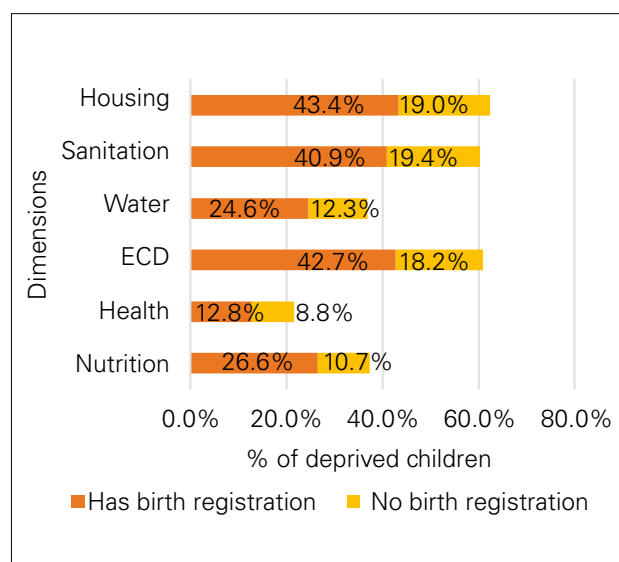 Housing 43.4% 19.0%
Sanitation 40.9% 19.4%
Water 24.6% 12.3%
ECD 42.7% 18.2%
Health 12.8% 8.8%
Nutrition 26.6% 10.7%
Dimensions
0.0% 20.0% 40.0% 60.0% 80.0%
% of deprived children
Has birth registration No birth registration